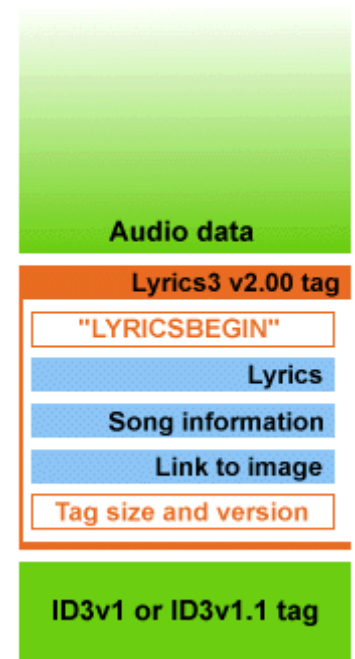 Audio data
Lyrics3 v2.00 tag
"LYRICSBEGIN"
Lyrics
Song information
Link to image
Tag size and version
ID3v1 or ID3v1.1 tag